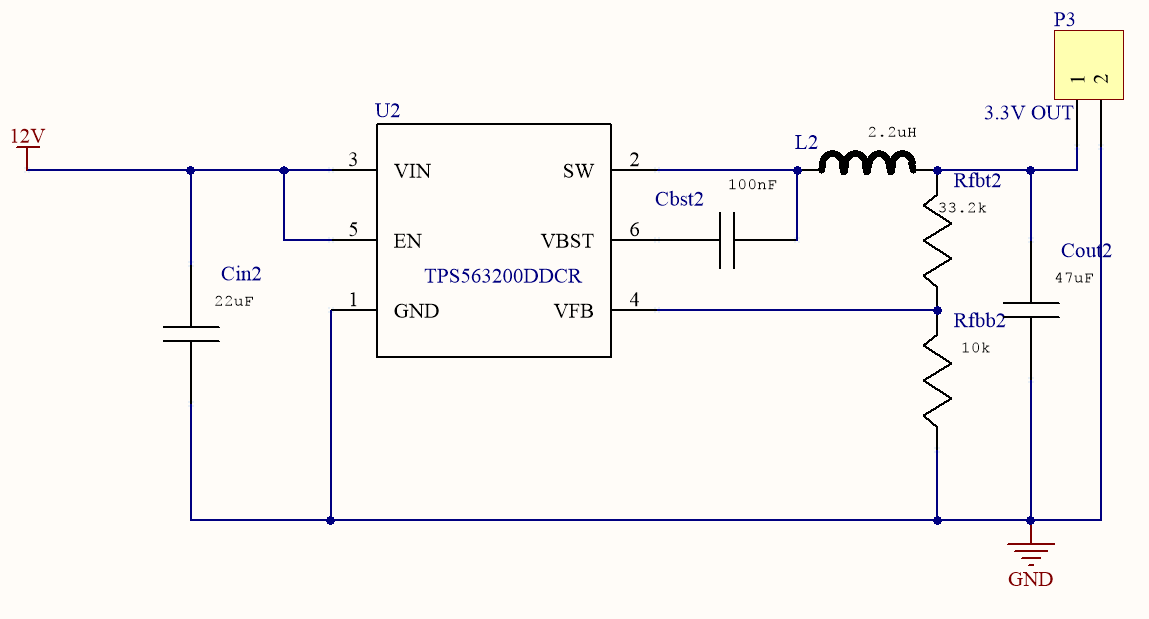 P3
1 2
3.3V OUT
12V
U2
3 VIN SW 2
5 EN VBST 6
TPS563200DDCR
1 GND VFB 4
L2
2.2uH
Cbst2
100nF
Rfbt2
33.2k
Cin2
22uF
Cout2
47uF
Rfbb2
10k
GND